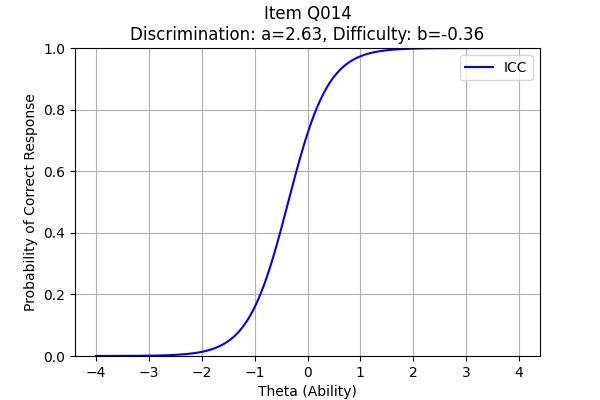 Item Q014
Discrimination: a=2.63, Difficulty: b=-0.36
1.0
0.8
0.6
0.4
0.2
0.0
Probability of Correct Response
ICC
−4 −3 −2 −1 0 1 2 3 4
Theta (Ability)